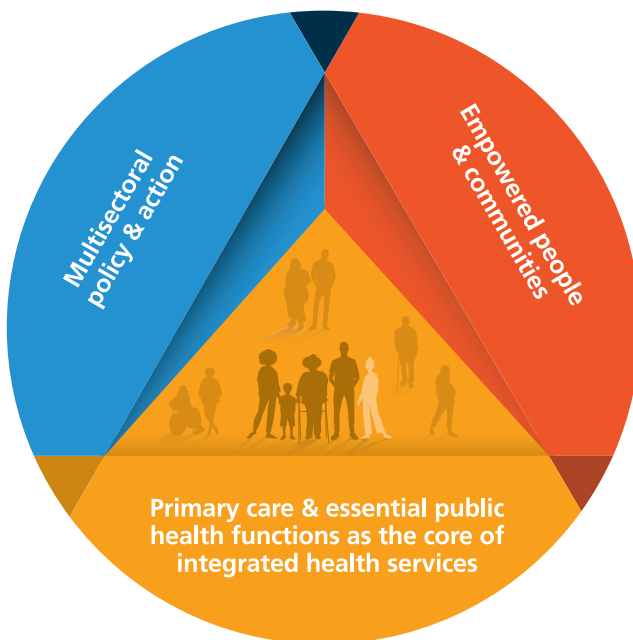 Multisectoral
policy & action
Empowered people
& communities
Primary care & essential public
health functions as the core of
integrated health services